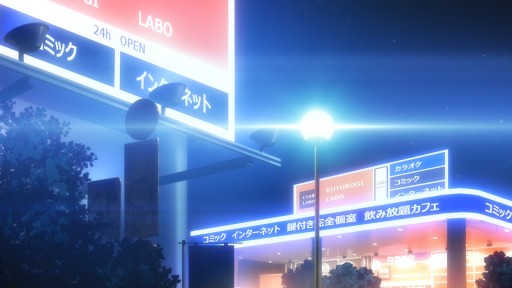 GI LABO
24h OPEN
コミック
インターネット
カラオケ
コミック
インターネット
BUTUROGI
LABO
コミック インターネット 鍵付き完全個室 飲み放題カフェ
コミック